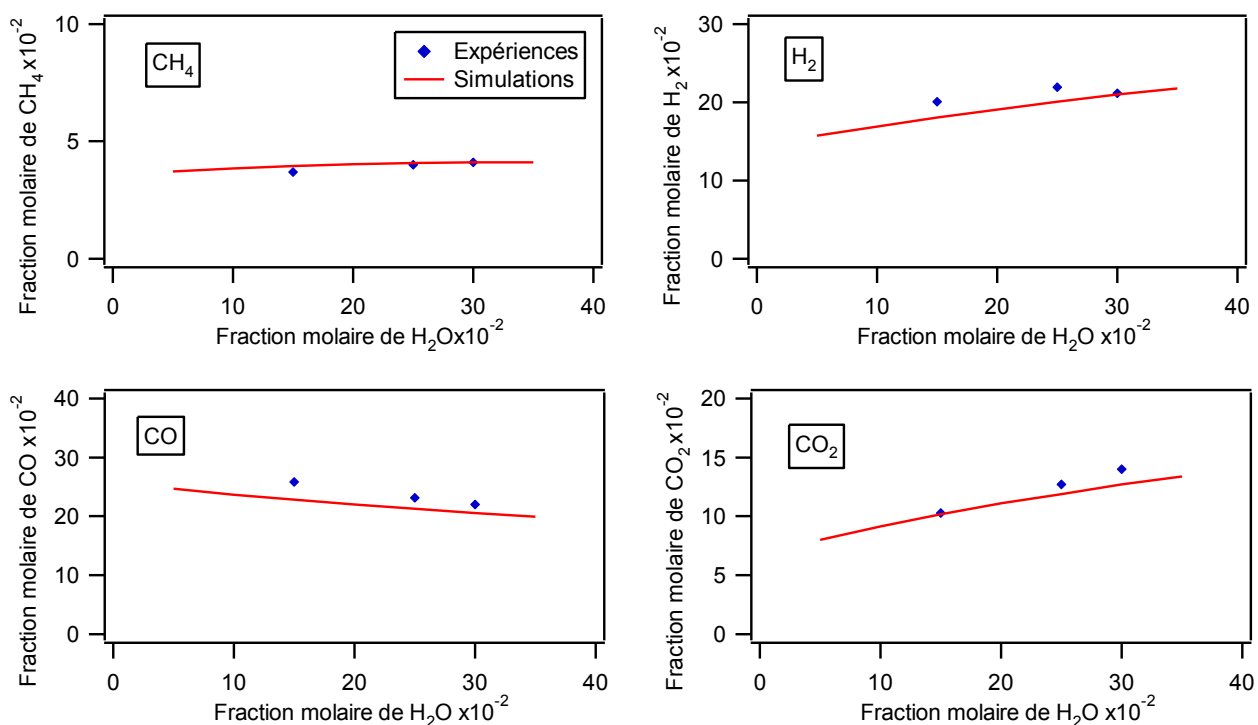 Fraction molaire de CH₄ x10⁻²
10
5
0
CH₄
Expériences
Simulations
0 10 20 30 40
Fraction molaire de H₂Ox10⁻²
Fraction molaire de H₂ x10⁻²
30
20
10
0
H₂
0 10 20 30 40
Fraction molaire de H₂O x10⁻²
Fraction molaire de CO x10⁻²
40
30
20
10
0
CO
0 10 20 30 40
Fraction molaire de H₂O x10⁻²
Fraction molaire de CO₂ x10⁻²
20
15
10
5
0
CO₂
0 10 20 30 40
Fraction molaire de H₂O x10⁻²